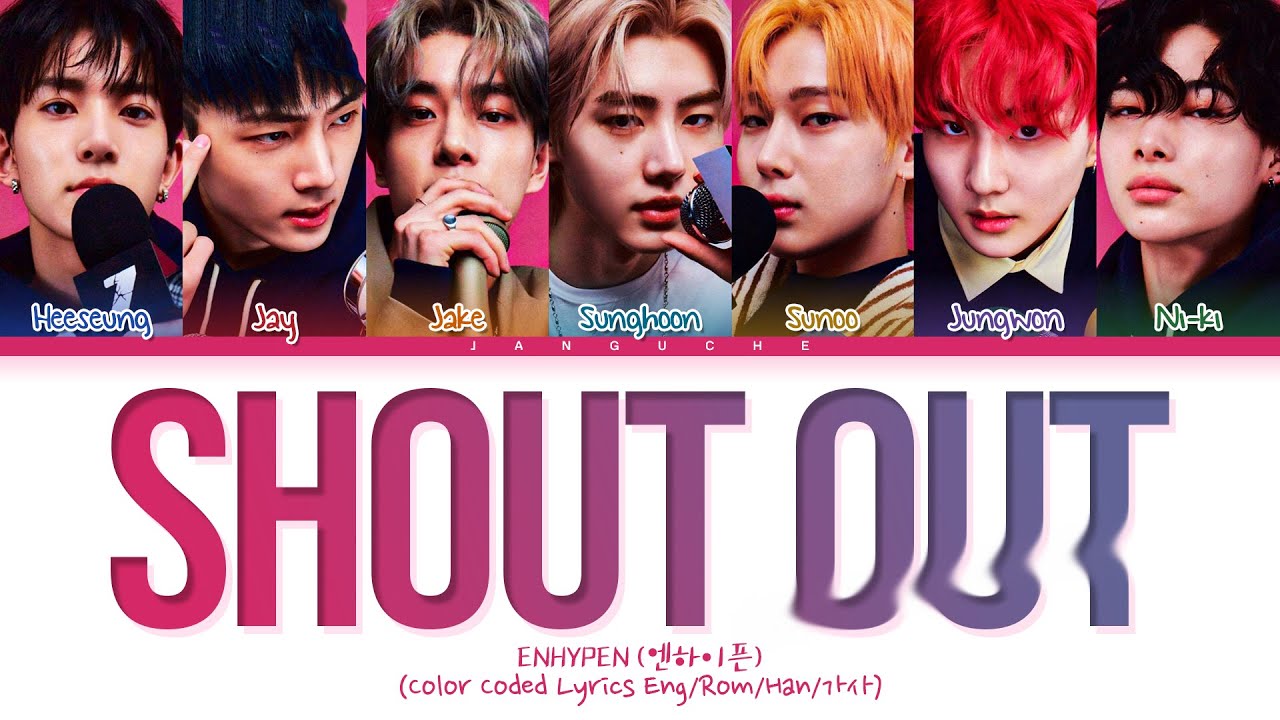 Heeseung Jay Jake Sunghoon Sunoo Jungwon Ni-ki
JANGUCHE
SHOUT OUT
ENHYPEN (엔하이픈)
(Color Coded Lyrics Eng/Rom/Han/가사)